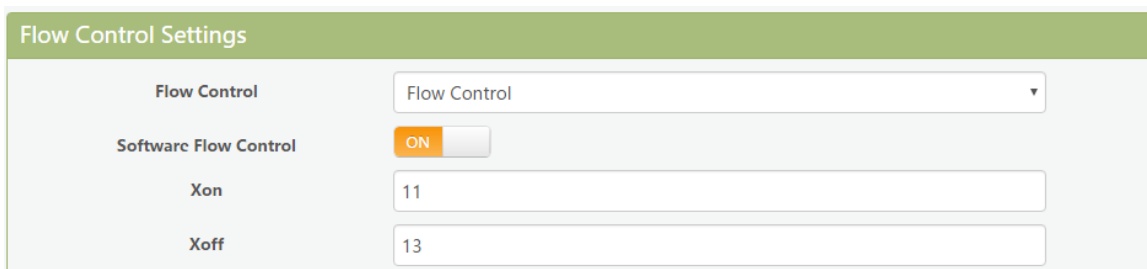 Flow Control Settings
Flow Control Flow Control
Software Flow Control ON
Xon 11
Xoff 13